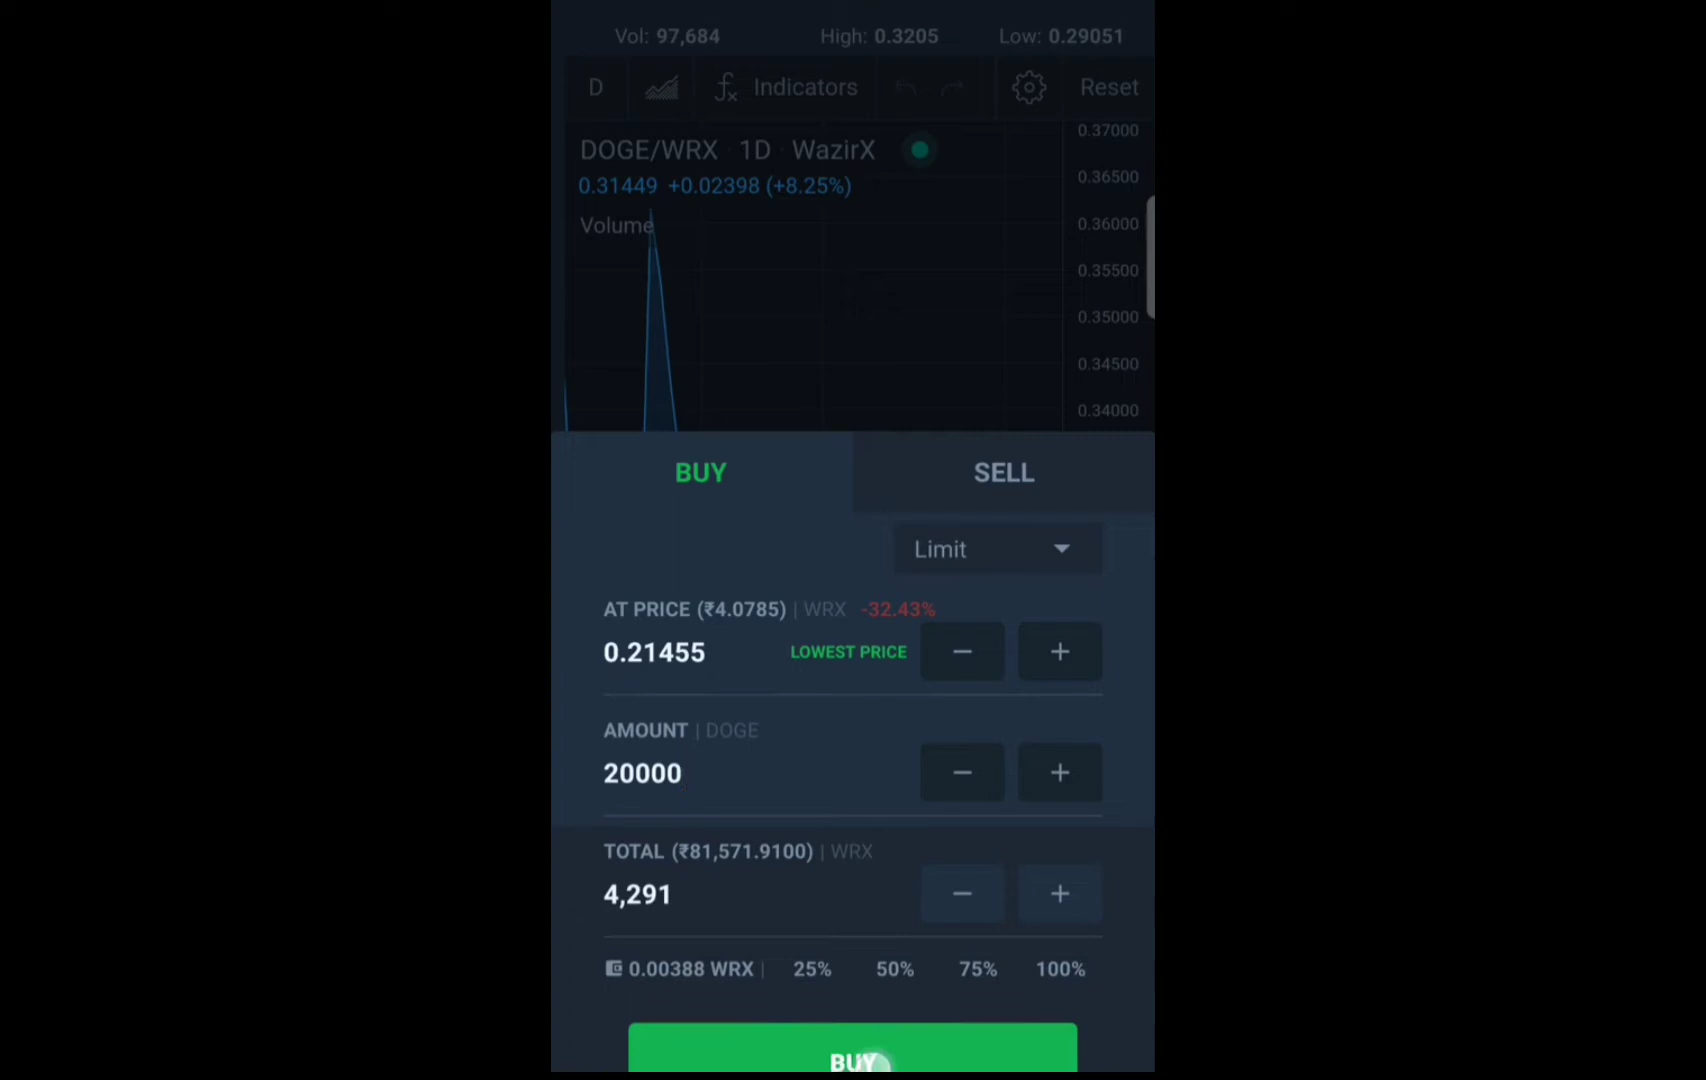 Vol: 97,684 High: 0.3205 Low: 0.29051
D fx Indicators Reset
0.37000
DOGE/WRX · 1D · WazirX
0.36500
0.31449 +0.02398 (+8.25%)
Volume
0.36000
0.35500
0.35000
0.34500
0.34000
BUY SELL
Limit
AT PRICE (₹4.0785) | WRX -32.43%
0.21455 LOWEST PRICE − +
AMOUNT | DOGE
20000 − +
TOTAL (₹81,571.9100) | WRX
4,291 − +
0.00388 WRX | 25% 50% 75% 100%
BUY